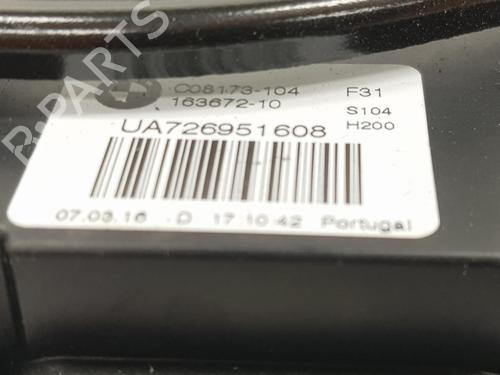 B-PARTS
C08173-104 F31
163672-10 S104
UA726951608 H200
07.03.16 D 17:10:42 Portugal